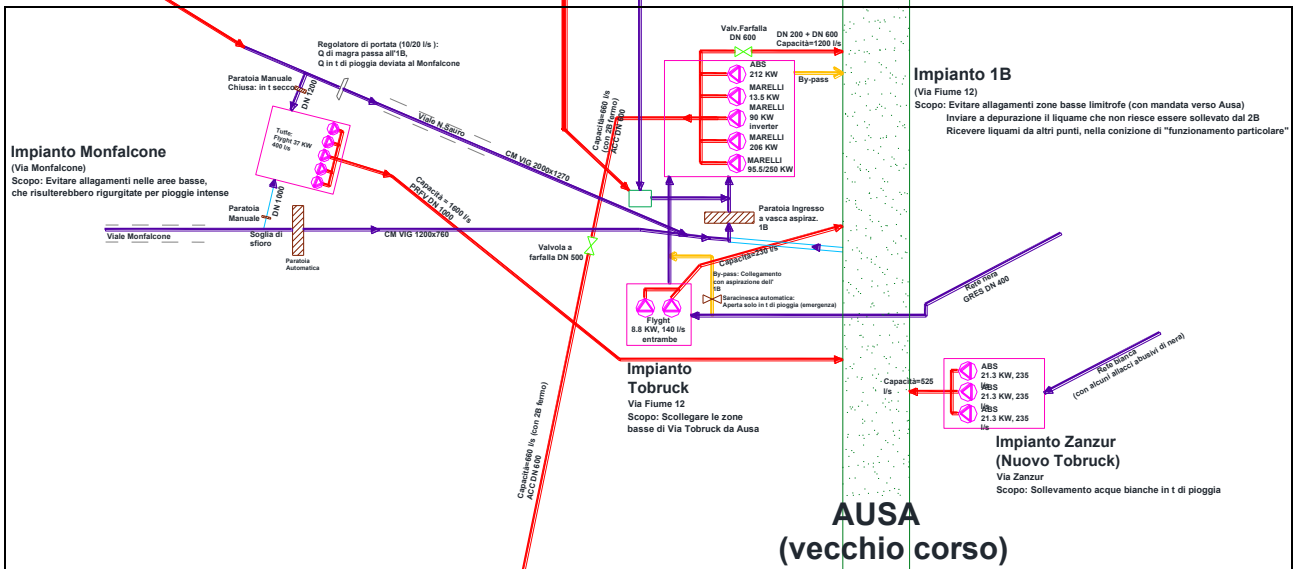 Regolatore di portata (10/20 l/s ):
Q di magra passa all'1B,
Q in t di pioggia deviata al Monfalcone
Paratoia Manuale
Chiusa: in t secco
DN 1200
Viale N.Sauro
CM VIG 2000x1270
Tutte:
Flyght 37 KW
400 l/s
Impianto Monfalcone
(Via Monfalcone)
Scopo: Evitare allagamenti nelle aree basse,
che risulterebbero rigurgitate per pioggie intense
DN 1000
Paratoia
Manuale
Viale Monfalcone
Soglia di
sfioro
Paratoia
Automatica
CM VIG 1200x760
Capacità = 1600 l/s
PRFV DN 1000
Valvola a
farfalla DN 500
Capacità=660 l/s
(con 2B fermo)
ACC DN 600
Capacità=660 l/s (con 2B fermo)
ACC DN 600
Valv.Farfalla
DN 600
DN 200 + DN 600
Capacità=1200 l/s
ABS
212 KW
MARELLI
13.5 KW
MARELLI
90 KW
inverter
MARELLI
206 KW
MARELLI
95.5/250 KW
By-pass
Paratoia Ingresso
a vasca aspiraz.
1B
Impianto 1B
(Via Fiume 12)
Scopo: Evitare allagamenti zone basse limitrofe (con mandata verso Ausa)
Inviare a depurazione il liquame che non riesce essere sollevato dal 2B
Ricevere liquami da altri punti, nella conizione di "funzionamento particolare"
Capacità=230 l/s
By-pass: Collegamento
con aspirazione dell'
1B
Saracinesca automatica:
Aperta solo in t di pioggia (emergenza)
Flyght
8.8 KW, 140 l/s
entrambe
Rete nera
GRES DN 400
Impianto
Tobruck
Via Fiume 12
Scopo: Scollegare le zone
basse di Via Tobruck da Ausa
Capacità=525
l/s
ABS
21.3 KW, 235
l/s
ABS
21.3 KW, 235
l/s
ABS
21.3 KW, 235
l/s
Rete bianca
(con alcuni allacci abusivi di nera)
Impianto Zanzur
(Nuovo Tobruck)
Via Zanzur
Scopo: Sollevamento acque bianche in t di pioggia
AUSA
(vecchio corso)